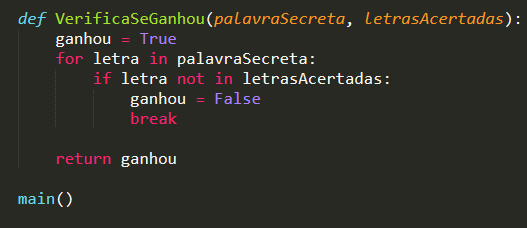 def VerificaSeGanhou(palavraSecreta, letrasAcertadas):
    ganhou = True
    for letra in palavraSecreta:
        if letra not in letrasAcertadas:
            ganhou = False
            break
    return ganhou
main()